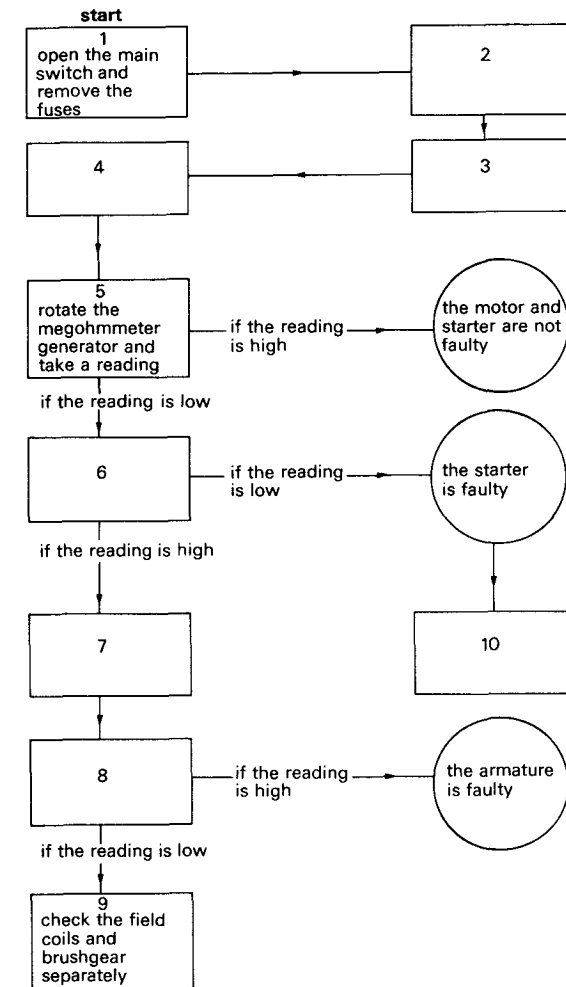 start
1
open the main
switch and
remove the
fuses
2
3
4
5
rotate the
megohmmeter
generator and
take a reading
if the reading
is high
the motor and
starter are not
faulty
if the reading is low
6
if the reading
is low
the starter
is faulty
if the reading is high
7
10
8
if the reading
is high
the armature
is faulty
if the reading is low
9
check the field
coils and
brushgear
separately